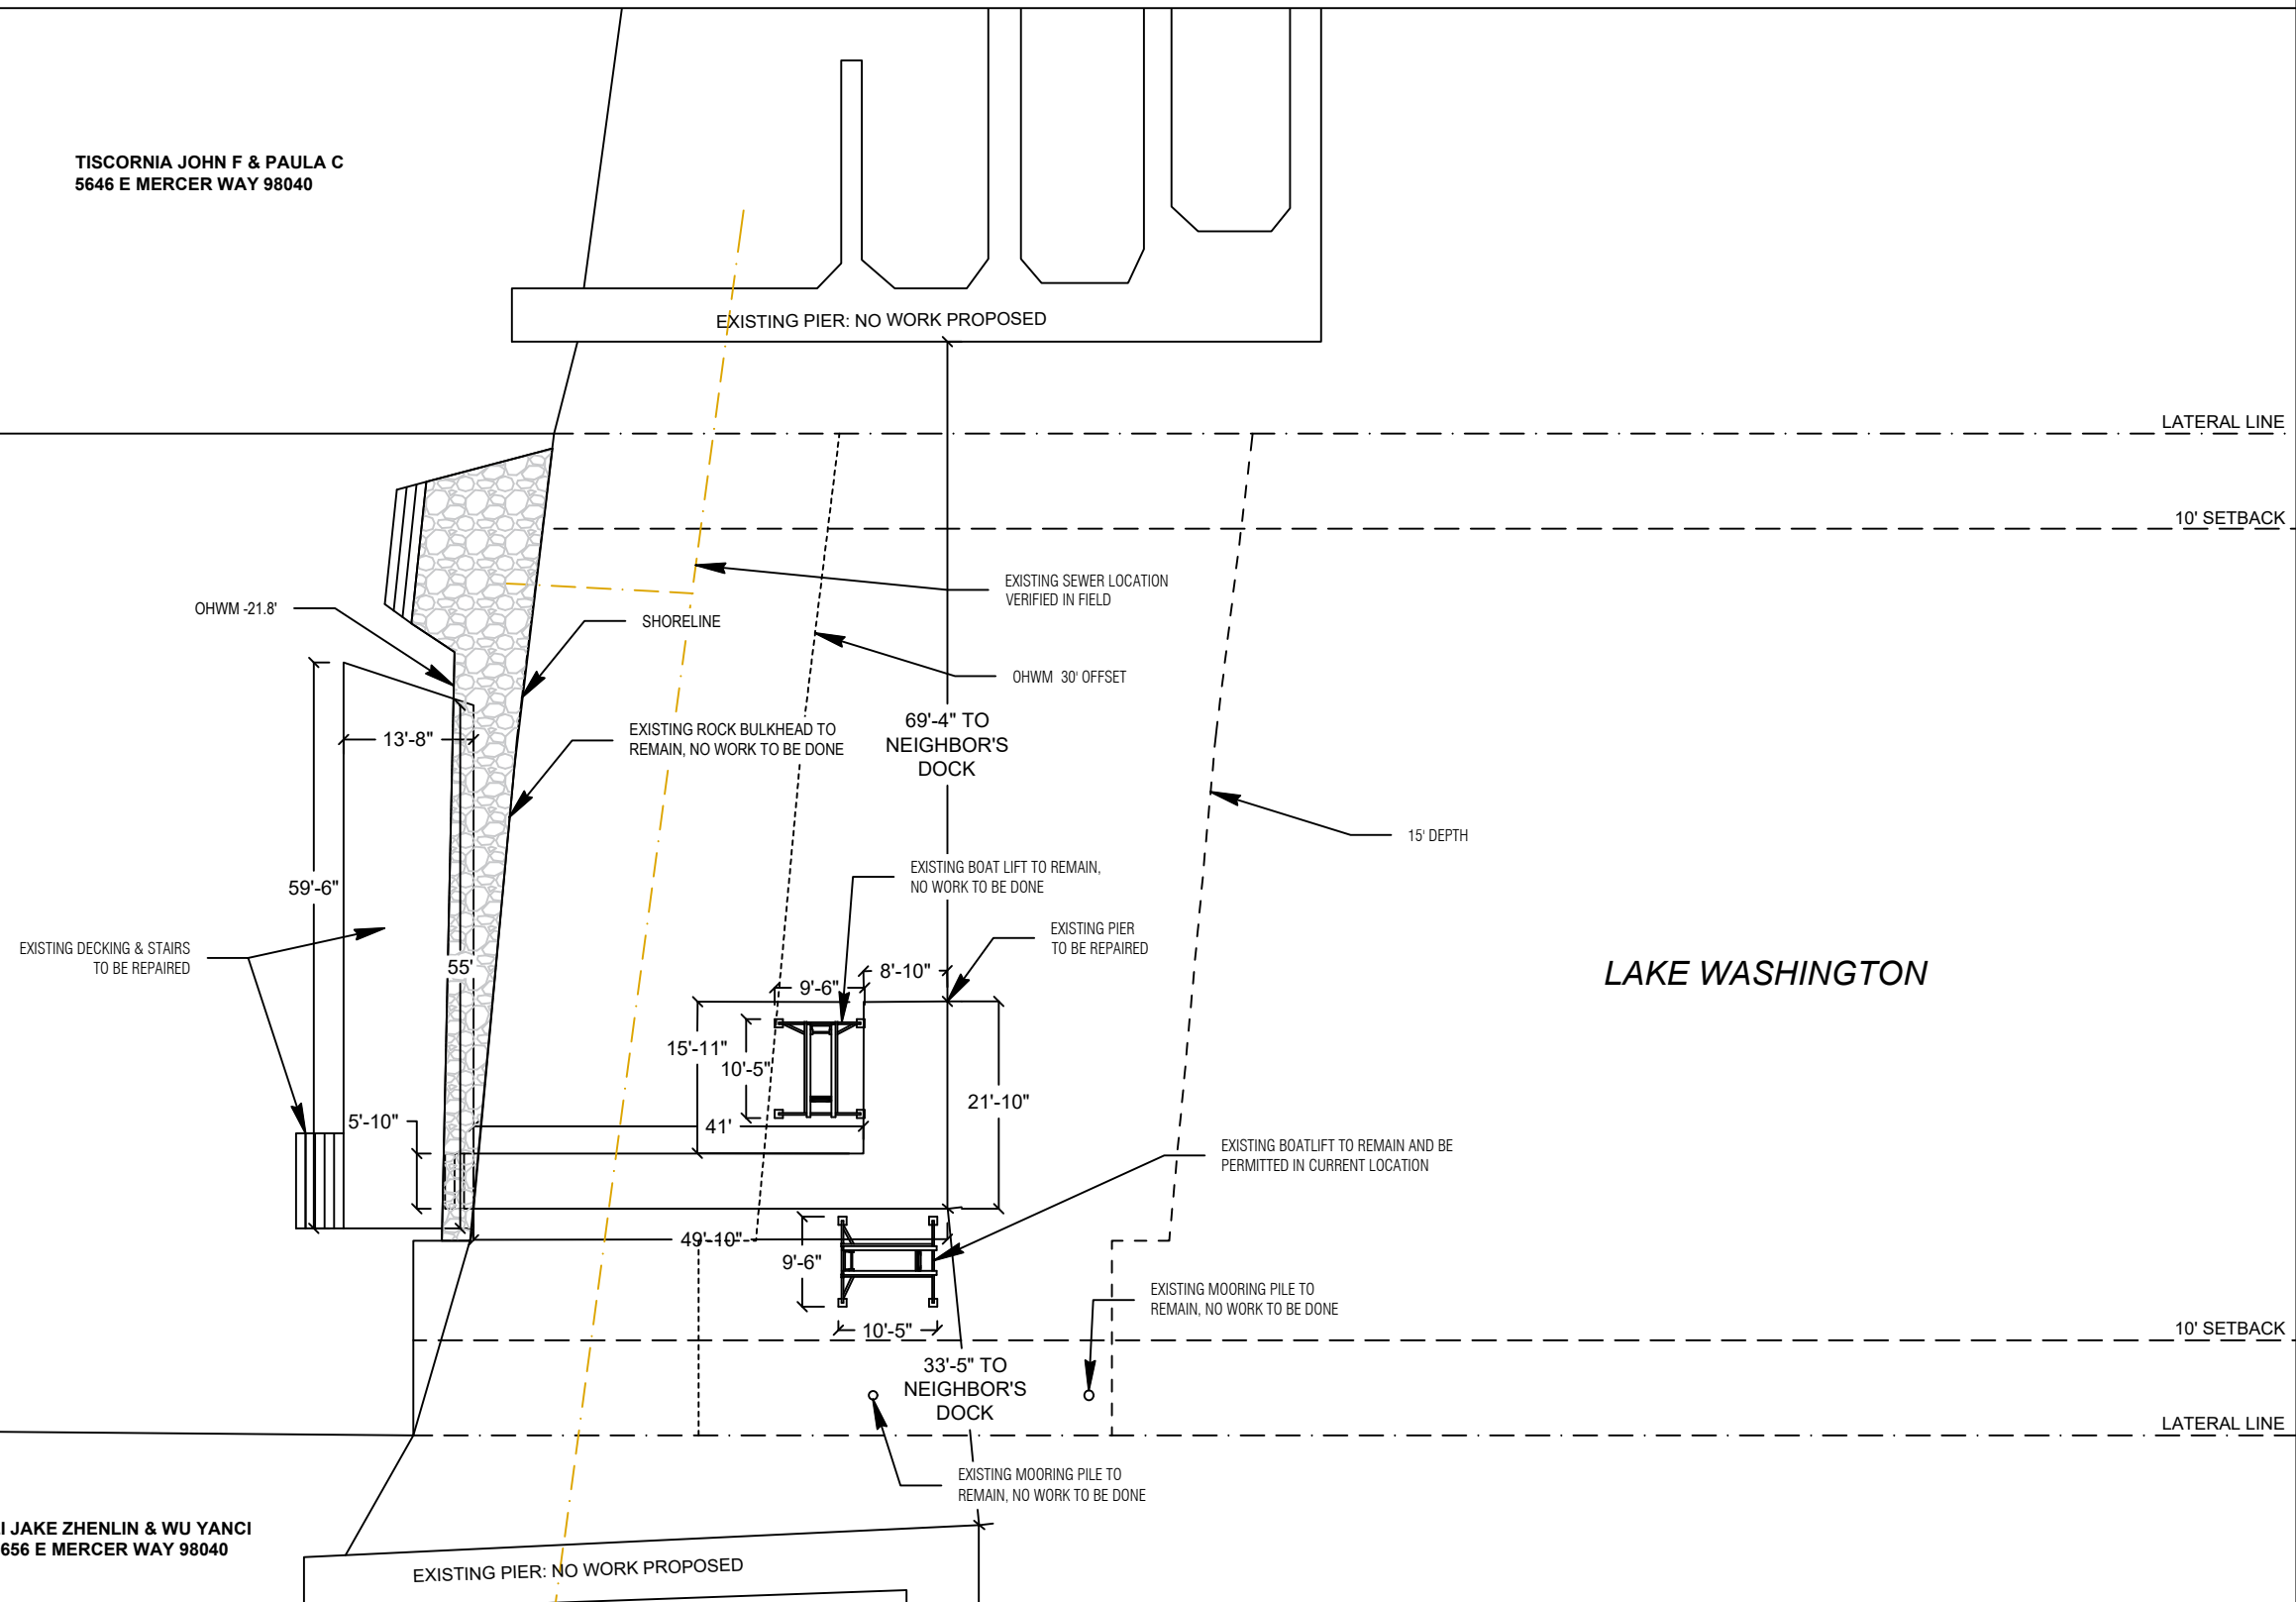 TISCORNIA JOHN F & PAULA C
5646 E MERCER WAY 98040
EXISTING PIER: NO WORK PROPOSED
LATERAL LINE
10' SETBACK
EXISTING SEWER LOCATION
VERIFIED IN FIELD
OHWM -21.8'
SHORELINE
OHWM 30' OFFSET
69'-4" TO
NEIGHBOR'S
DOCK
EXISTING ROCK BULKHEAD TO
REMAIN, NO WORK TO BE DONE
13'-8"
15' DEPTH
EXISTING BOAT LIFT TO REMAIN,
NO WORK TO BE DONE
59'-6"
EXISTING PIER
TO BE REPAIRED
EXISTING DECKING & STAIRS
TO BE REPAIRED
55'
8'-10"
9'-6"
LAKE WASHINGTON
15'-11"
10'-5"
21'-10"
5'-10"
41'
EXISTING BOATLIFT TO REMAIN AND BE
PERMITTED IN CURRENT LOCATION
49'-10"
9'-6"
EXISTING MOORING PILE TO
REMAIN, NO WORK TO BE DONE
10'-5"
10' SETBACK
33'-5" TO
NEIGHBOR'S
DOCK
LATERAL LINE
EXISTING MOORING PILE TO
REMAIN, NO WORK TO BE DONE
I JAKE ZHENLIN & WU YANCI
656 E MERCER WAY 98040
EXISTING PIER: NO WORK PROPOSED